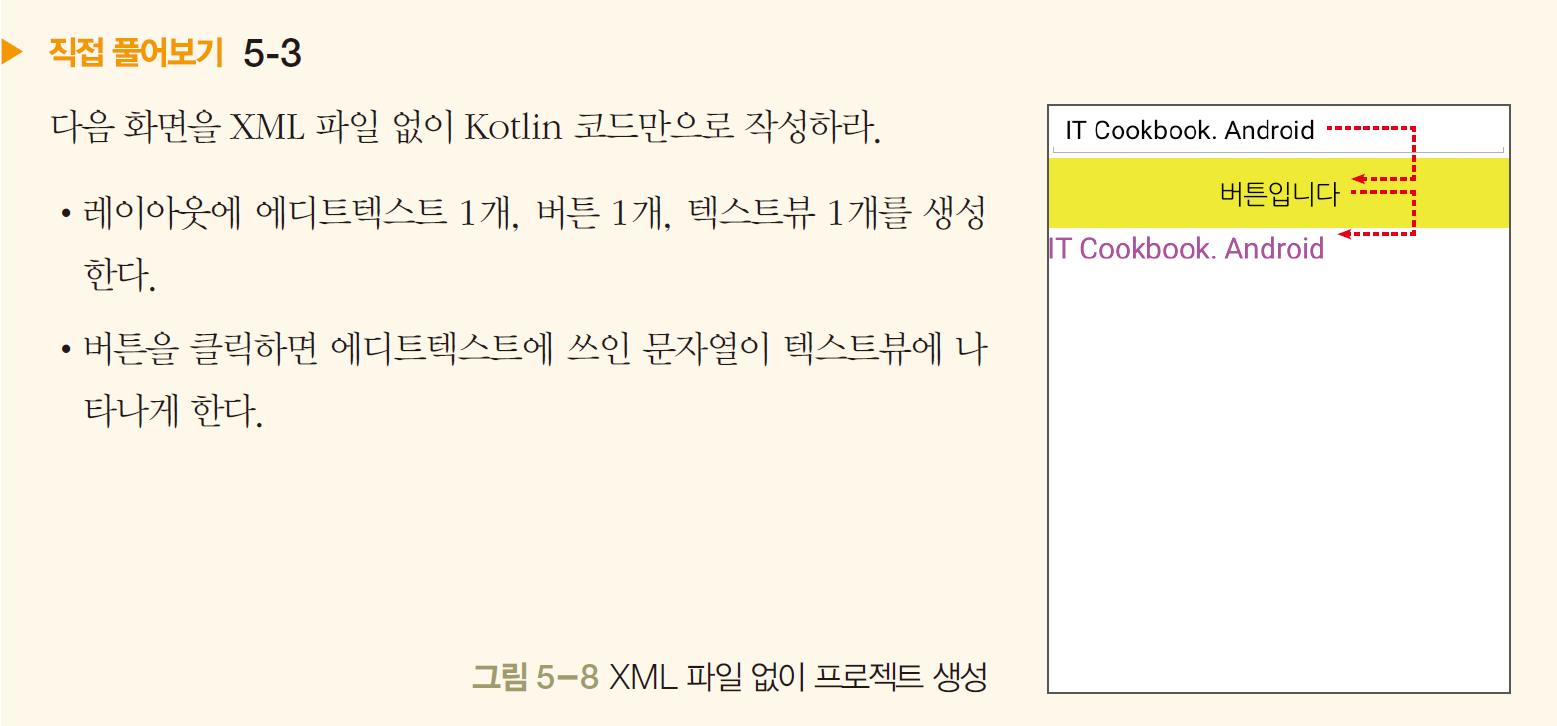 직접 풀어보기 5-3
다음 화면을 XML 파일 없이 Kotlin 코드만으로 작성하라.
• 레이아웃에 에디트텍스트 1개, 버튼 1개, 텍스트뷰 1개를 생성
한다.
• 버튼을 클릭하면 에디트텍스트에 쓰인 문자열이 텍스트뷰에 나
타나게 한다.
IT Cookbook. Android
버튼입니다
IT Cookbook. Android
그림 5-8 XML 파일 없이 프로젝트 생성